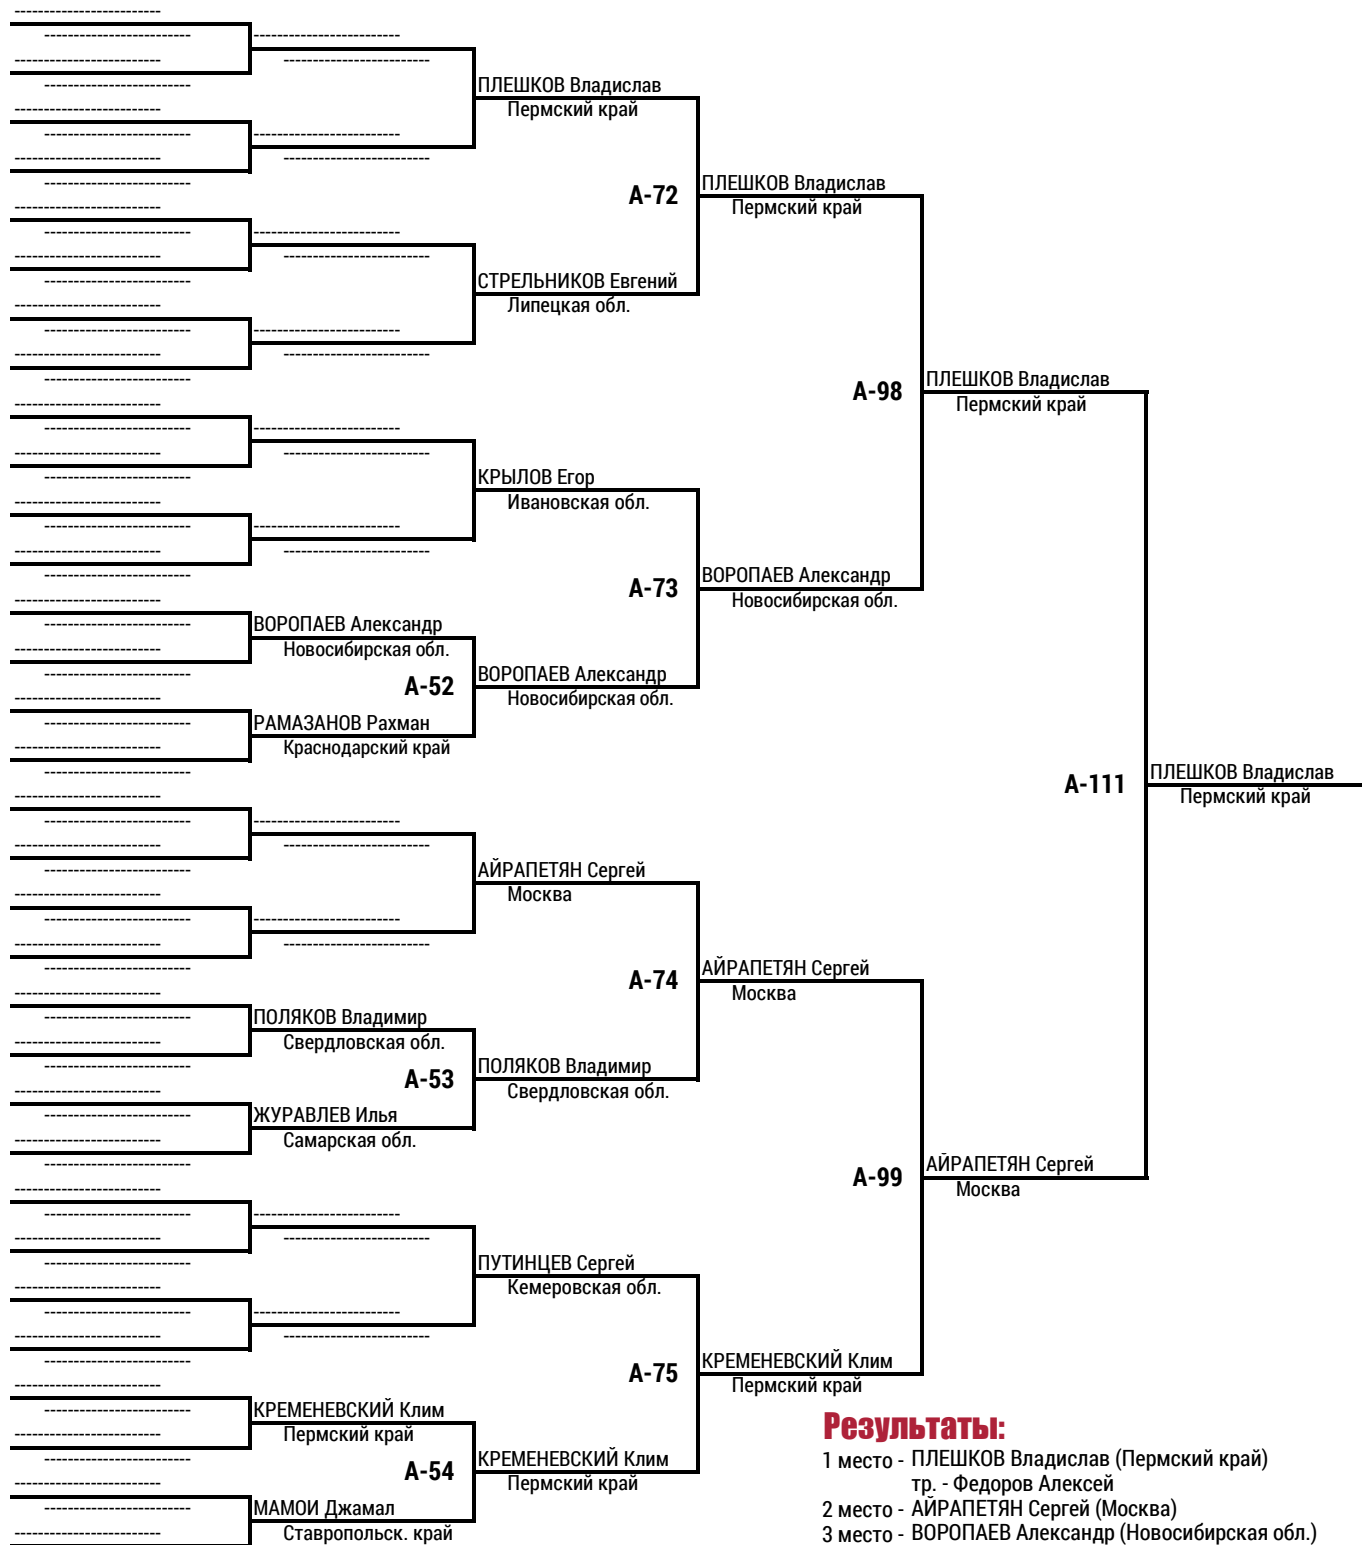 ПЛЕШКОВ Владислав
Пермский край
А-72
ПЛЕШКОВ Владислав
Пермский край
СТРЕЛЬНИКОВ Евгений
Липецкая обл.
А-98
ПЛЕШКОВ Владислав
Пермский край
КРЫЛОВ Егор
Ивановская обл.
А-73
ВОРОПАЕВ Александр
Новосибирская обл.
ВОРОПАЕВ Александр
Новосибирская обл.
А-52
ВОРОПАЕВ Александр
Новосибирская обл.
РАМАЗАНОВ Рахман
Краснодарский край
А-111
ПЛЕШКОВ Владислав
Пермский край
АЙРАПЕТЯН Сергей
Москва
А-74
АЙРАПЕТЯН Сергей
Москва
ПОЛЯКОВ Владимир
Свердловская обл.
А-53
ПОЛЯКОВ Владимир
Свердловская обл.
ЖУРАВЛЕВ Илья
Самарская обл.
А-99
АЙРАПЕТЯН Сергей
Москва
ПУТИНЦЕВ Сергей
Кемеровская обл.
А-75
КРЕМЕНЕВСКИЙ Клим
Пермский край
КРЕМЕНЕВСКИЙ Клим
Пермский край
А-54
КРЕМЕНЕВСКИЙ Клим
Пермский край
МАМОИ Джамал
Ставропольск. край
Результаты:
1 место - ПЛЕШКОВ Владислав (Пермский край)
тр. - Федоров Алексей
2 место - АЙРАПЕТЯН Сергей (Москва)
3 место - ВОРОПАЕВ Александр (Новосибирская обл.)